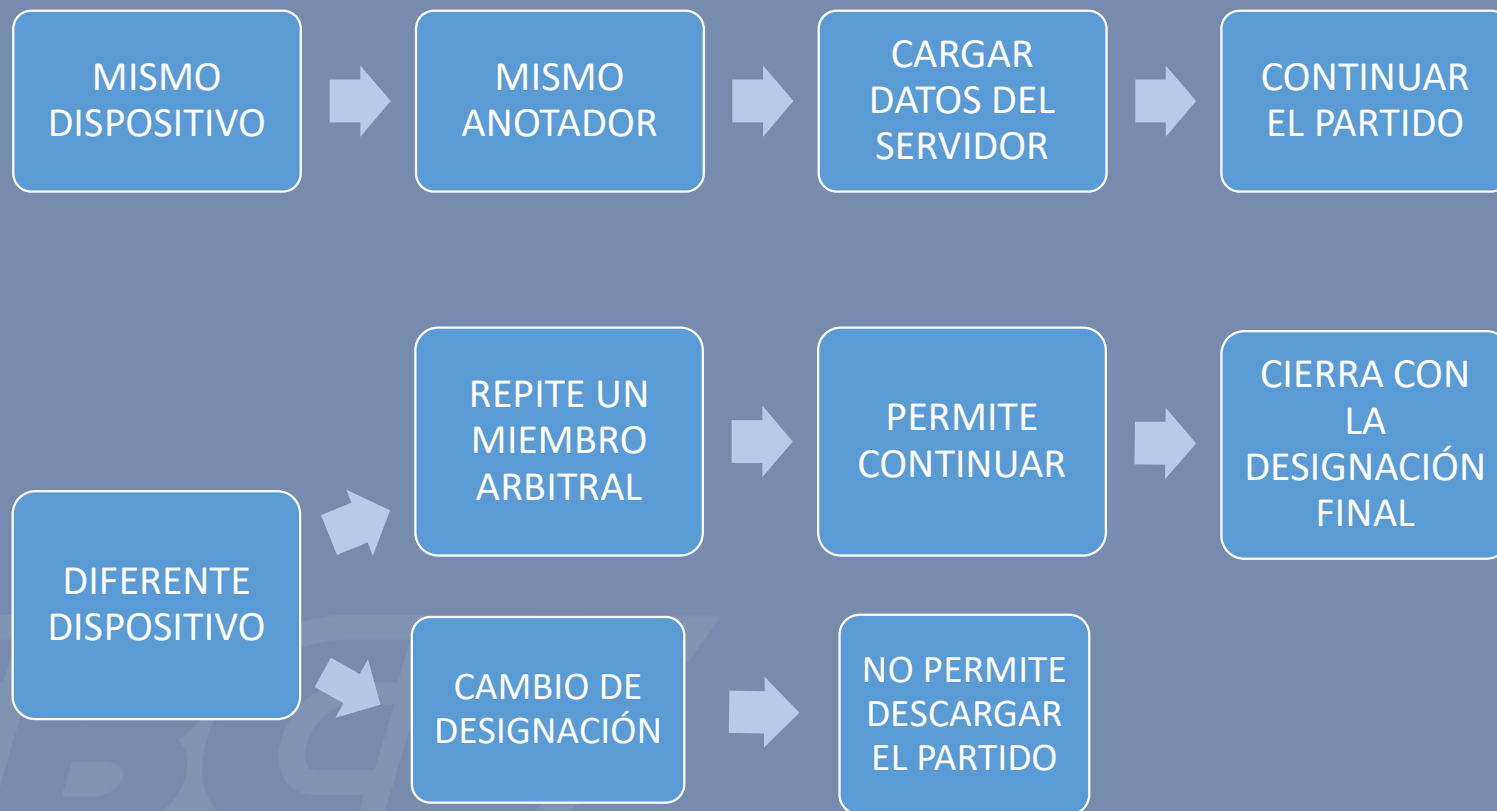 MISMO
DISPOSITIVO
MISMO
ANOTADOR
CARGAR
DATOS DEL
SERVIDOR
CONTINUAR
EL PARTIDO
DIFERENTE
DISPOSITIVO
REPITE UN
MIEMBRO
ARBITRAL
PERMITE
CONTINUAR
CIERRA CON
LA
DESIGNACIÓN
FINAL
CAMBIO DE
DESIGNACIÓN
NO PERMITE
DESCARGAR
EL PARTIDO